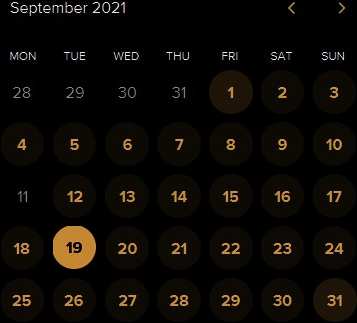 September 2021
MON TUE WED THU FRI SAT SUN
28 29 30 31 1 2 3
4 5 6 7 8 9 10
11 12 13 14 15 16 17
18 19 20 21 22 23 24
25 26 27 28 29 30 31